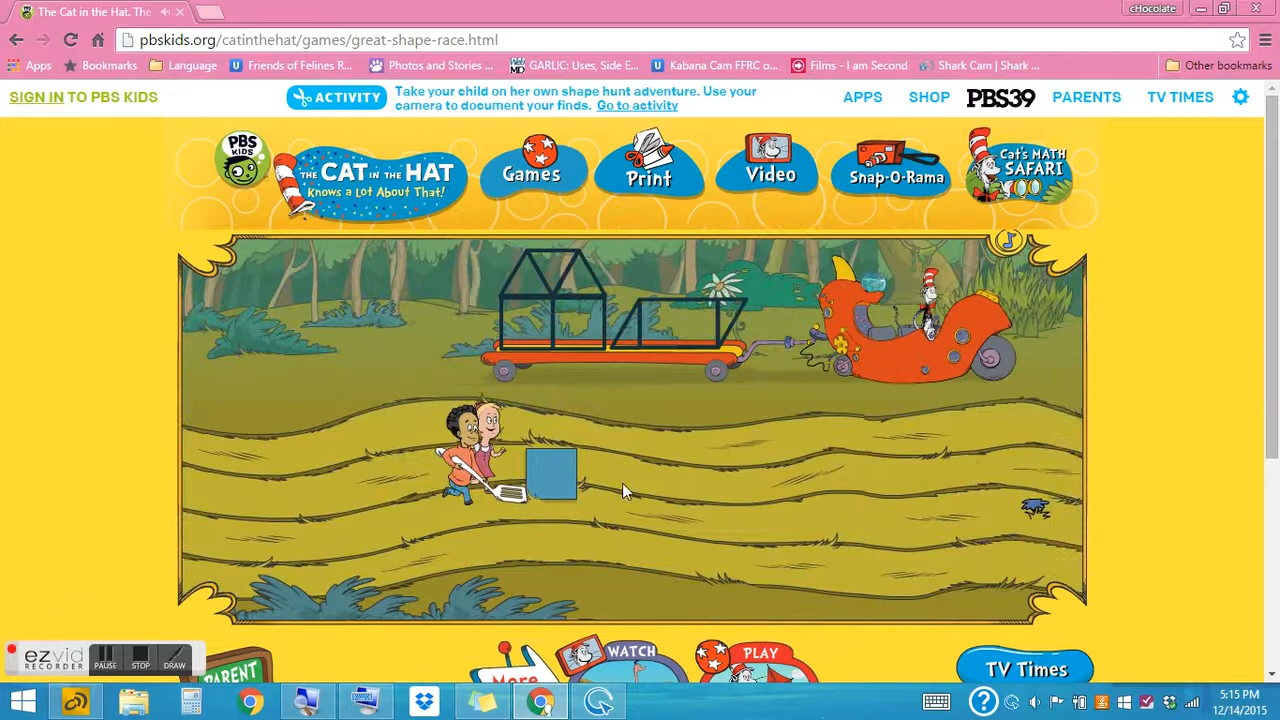 The Cat in the Hat. The
cHocolate
pbskids.org/catinthehat/games/great-shape-race.html
Apps Bookmarks Language Friends of Felines R... Photos and Stories ... GARLIC: Uses, Side E... Kabana Cam FFRC o... Films - I am Second Shark Cam | Shark ... Other bookmarks
SIGN IN TO PBS KIDS
ACTIVITY
Take your child on her own shape hunt adventure. Use your
camera to document your finds. Go to activity
APPS SHOP PBS39 PARENTS TV TIMES
PBS
KIDS
THE CAT IN THE HAT
Knows a Lot About That!
Games
Print
Video
Snap-O-Rama
CAT'S MATH
SAFARI
PARENT
More
WATCH
PLAY
TV Times
ezvid
RECORDER
PAUSE STOP DRAW
5:15 PM
12/14/2015